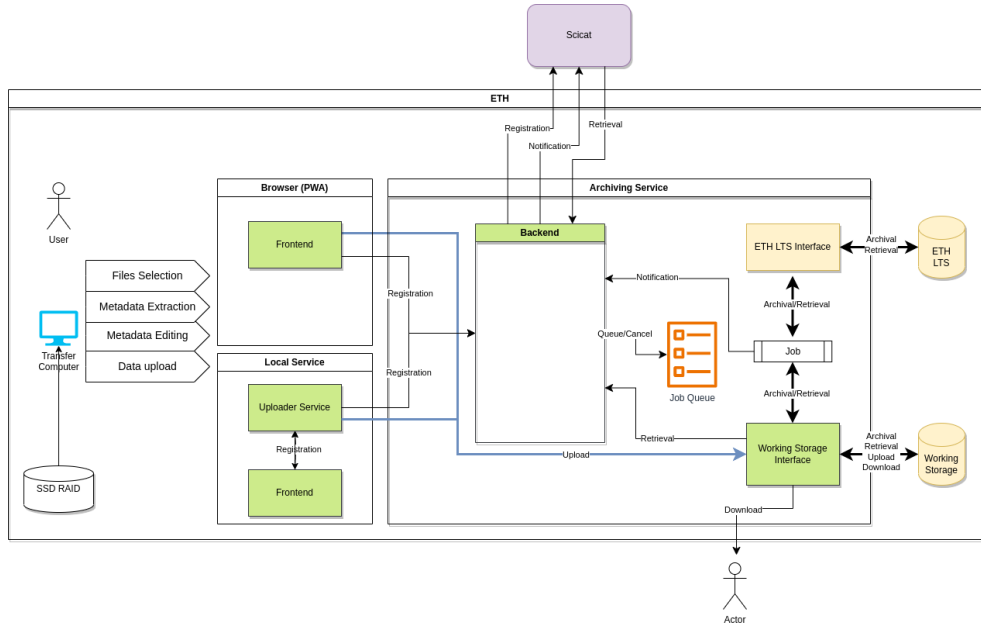 Scicat
ETH
Registration
Notification
Retrieval
User
Browser (PWA)
Frontend
Archiving Service
Backend
ETH LTS Interface
Archival
Retrieval
ETH
LTS
Files Selection
Metadata Extraction
Metadata Editing
Data upload
Transfer
Computer
Registration
Notification
Archival/Retrieval
Queue/Cancel
Job
Job Queue
Local Service
Registration
Uploader Service
Archival/Retrieval
Registration
Frontend
Retrieval
Upload
Working Storage
Interface
Archival
Retrieval
Upload
Download
Working
Storage
SSD RAID
Download
Actor